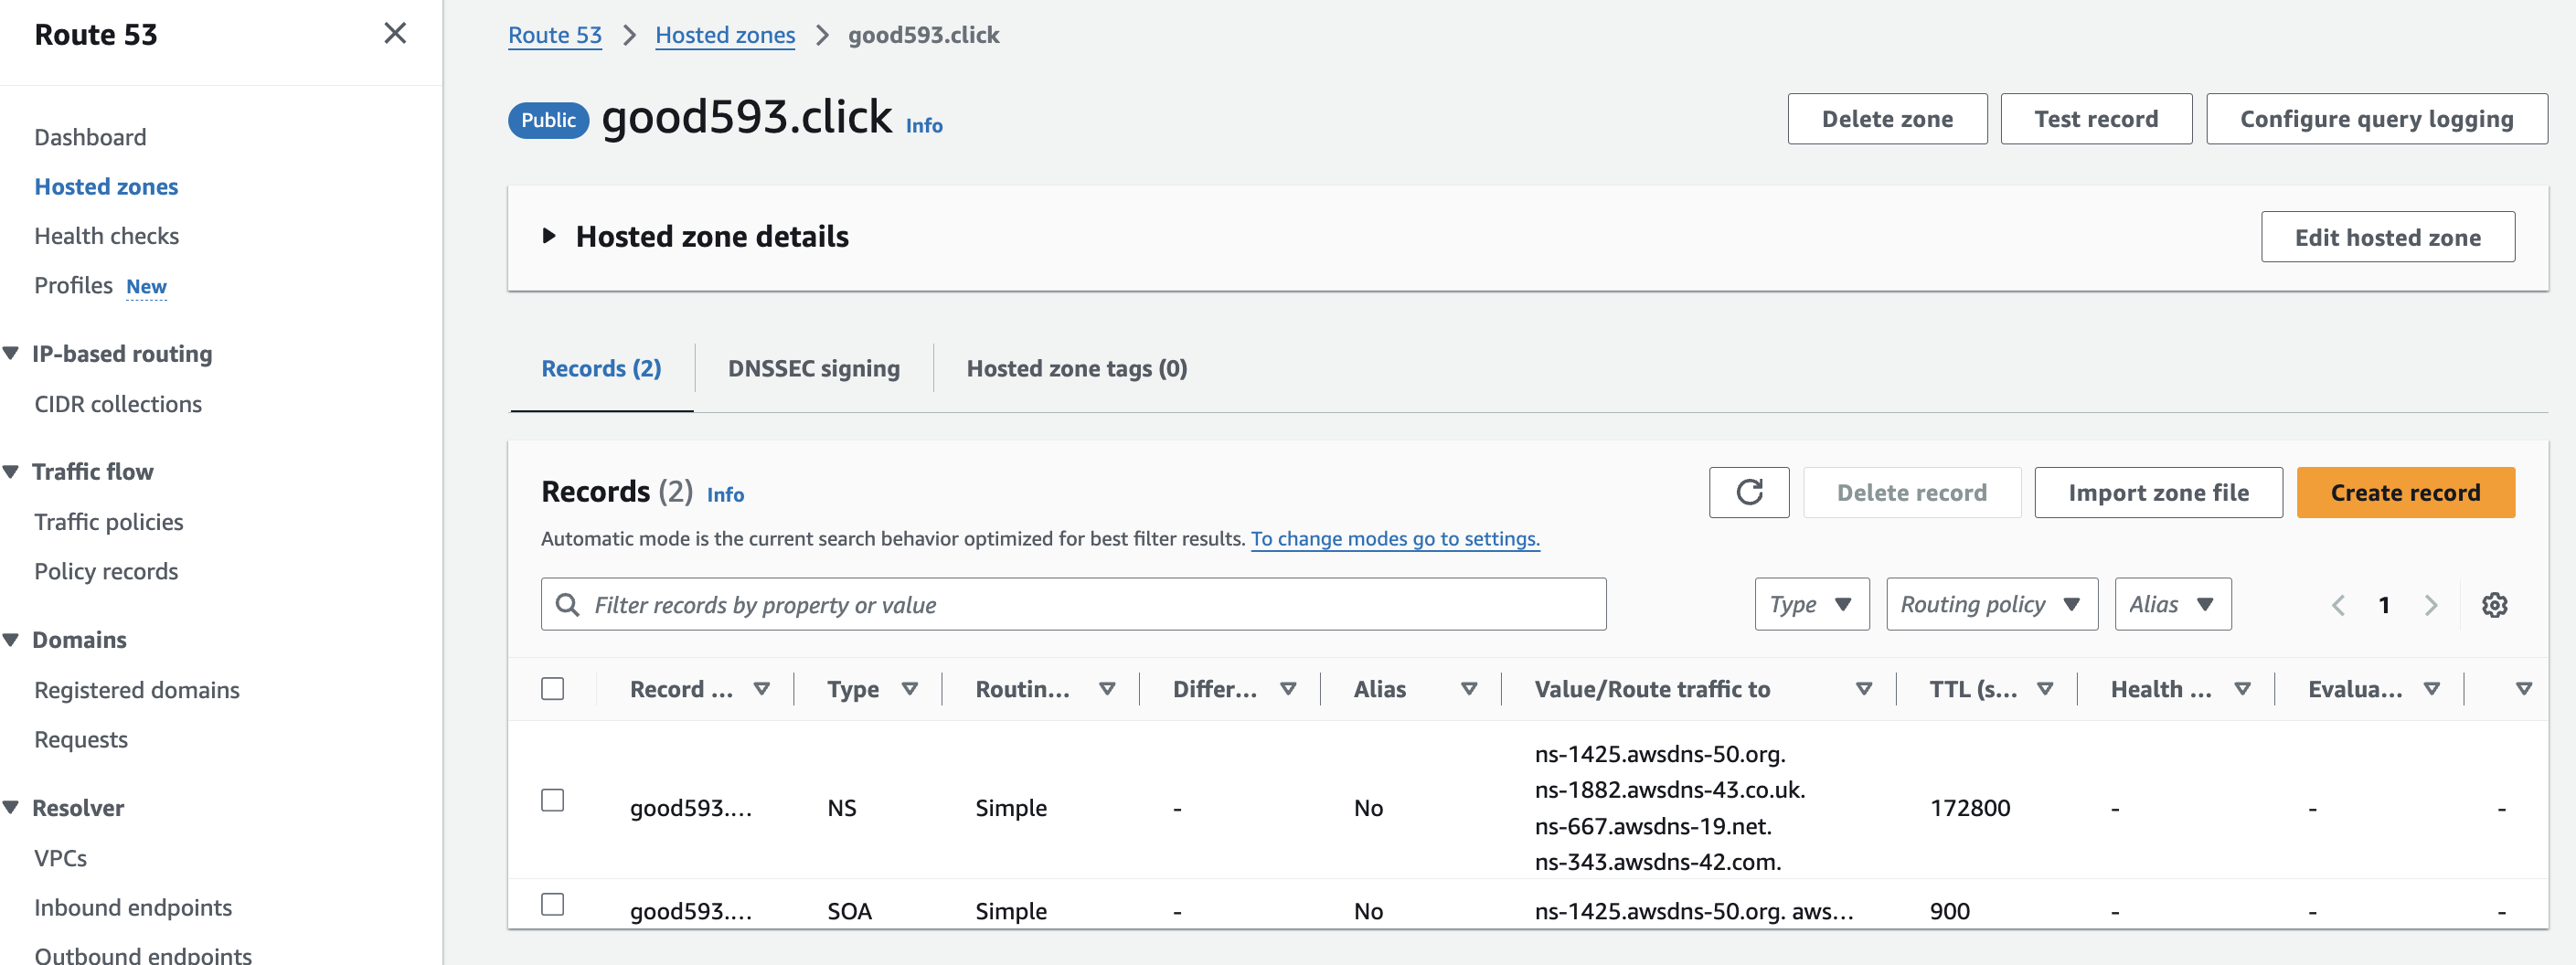 Route 53
Dashboard
Hosted zones
Health checks
Profiles New
IP-based routing
CIDR collections
Traffic flow
Traffic policies
Policy records
Domains
Registered domains
Requests
Resolver
VPCs
Inbound endpoints
Outbound endpoints
Route 53 > Hosted zones > good593.click
Public good593.click Info
Delete zone Test record Configure query logging
Hosted zone details Edit hosted zone
Records (2) DNSSEC signing Hosted zone tags (0)
Records (2) Info Delete record Import zone file Create record
Automatic mode is the current search behavior optimized for best filter results. To change modes go to settings.
Filter records by property or value Type Routing policy Alias 1
Record ... Type Routin... Differ... Alias Value/Route traffic to TTL (s... Health ... Evalua...
ns-1425.awsdns-50.org.
ns-1882.awsdns-43.co.uk.
good593.... NS Simple - No 172800 - - -
ns-667.awsdns-19.net.
ns-343.awsdns-42.com.
good593.... SOA Simple - No ns-1425.awsdns-50.org. aws... 900 - - -